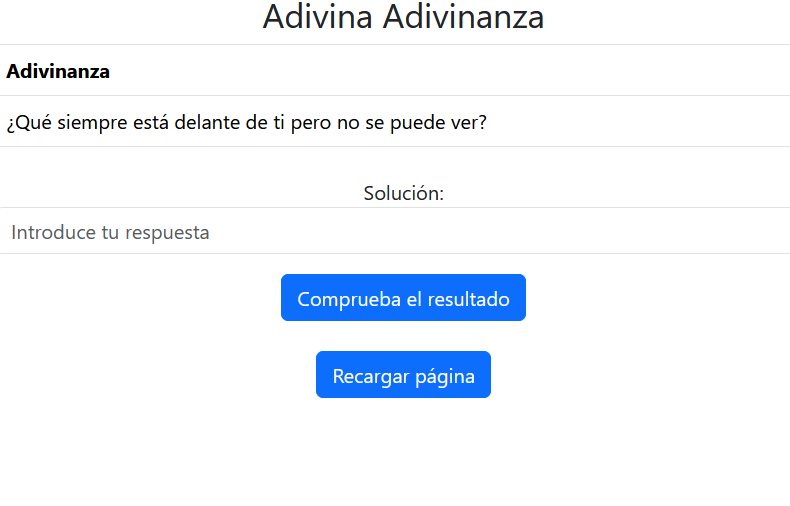 Adivina Adivinanza
Adivinanza
¿Qué siempre está delante de ti pero no se puede ver?
Solución:
Introduce tu respuesta
Comprueba el resultado
Recargar página